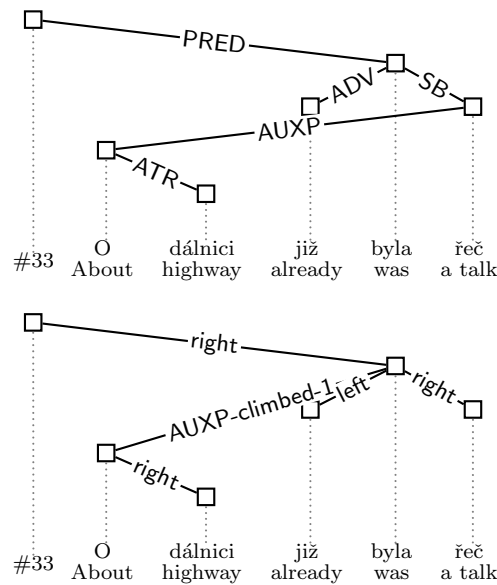 PRED
ADV SB
AUXP
ATR
#33 O dálnici již byla řeč
About highway already was a talk
right
AUXP-climbed-1 left right
right
#33 O dálnici již byla řeč
About highway already was a talk